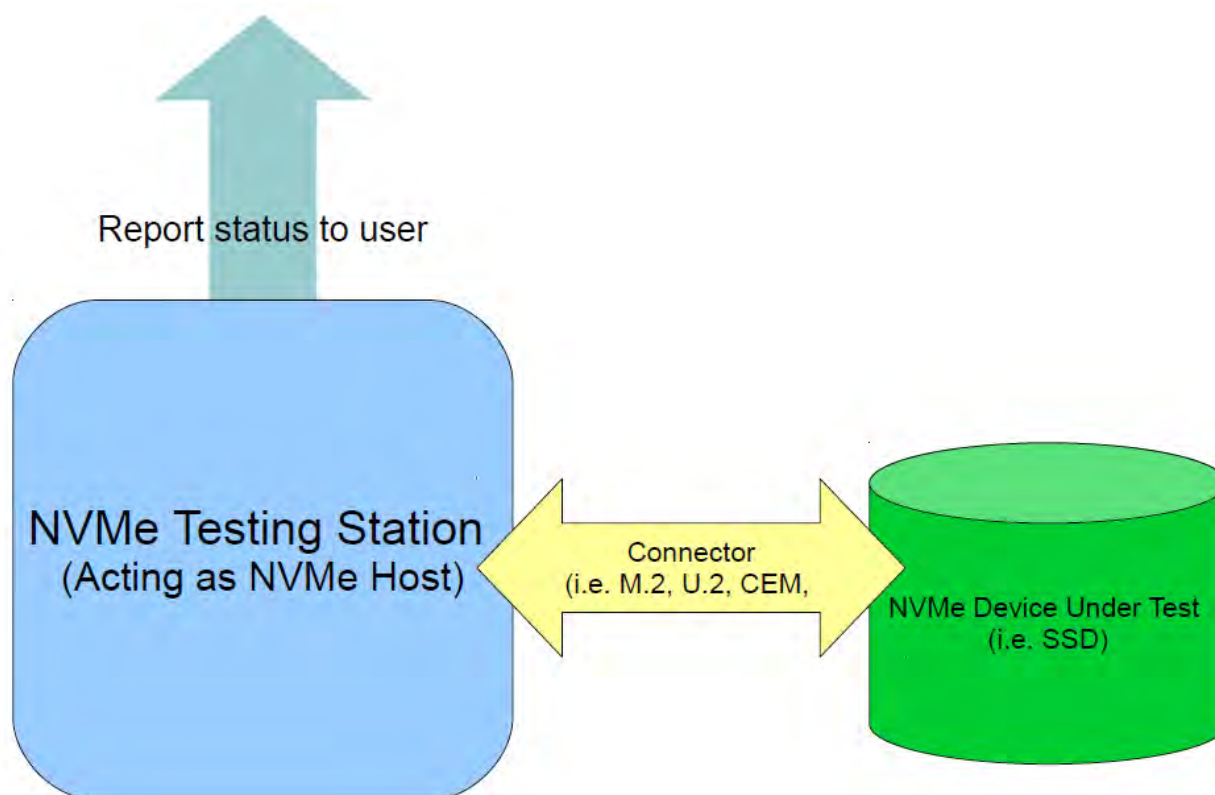 Report status to user
NVMe Testing Station
(Acting as NVMe Host)
Connector
(i.e. M.2, U.2, CEM,
NVMe Device Under Test
(i.e. SSD)